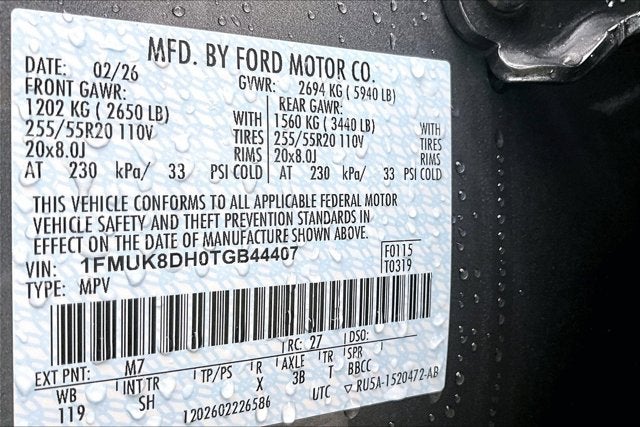 MFD. BY FORD MOTOR CO.
DATE: 02/26 GVWR: 2694 KG ( 5940 LB)
FRONT GAWR: REAR GAWR:
1202 KG ( 2650 LB) WITH 1560 KG ( 3440 LB) WITH
255/55R20 110V TIRES 255/55R20 110V TIRES
20x8.0J RIMS 20x8.0J RIMS
AT 230 kPa/ 33 PSI COLD AT 230 kPa/ 33 PSI COLD
THIS VEHICLE CONFORMS TO ALL APPLICABLE FEDERAL MOTOR
VEHICLE SAFETY AND THEFT PREVENTION STANDARDS IN
EFFECT ON THE DATE OF MANUFACTURE SHOWN ABOVE.
VIN: 1FMUK8DH0TGB44407 F0115
TYPE: MPV T0319
EXT PNT: M7 RC: 27 DSO:
WB INT TR TP/PS R AXLE TR SPR
119 SH X 3B T BBCC
1202602226586 UTC ▽ RU5A-1520472-AB